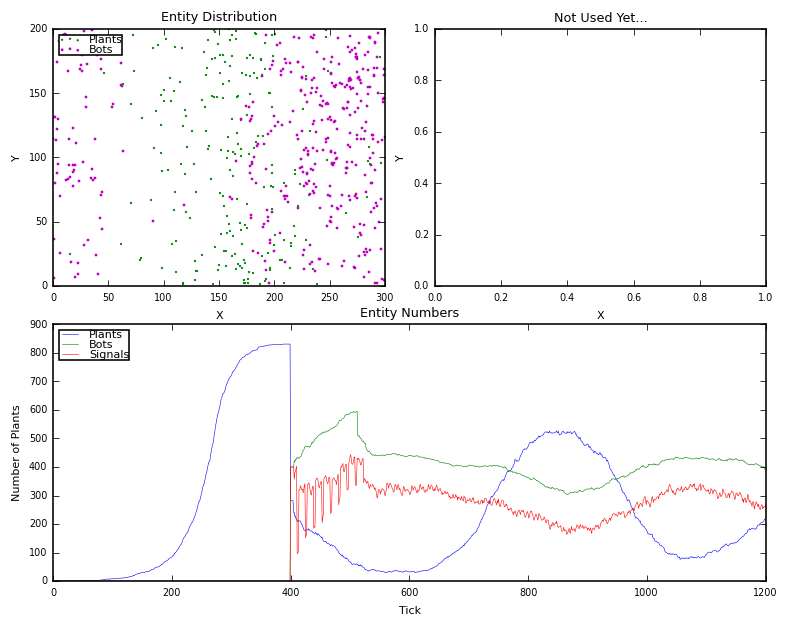 Entity Distribution
Plants
Bots
200
150
100
50
0
Y
0 50 100 150 200 250 300
X
Not Used Yet...
1.0
0.8
0.6
0.4
0.2
0.0
Y
0.0 0.2 0.4 0.6 0.8 1.0
X
Entity Numbers
Plants
Bots
Signals
900
800
700
600
500
400
300
200
100
0
Number of Plants
0 200 400 600 800 1000 1200
Tick